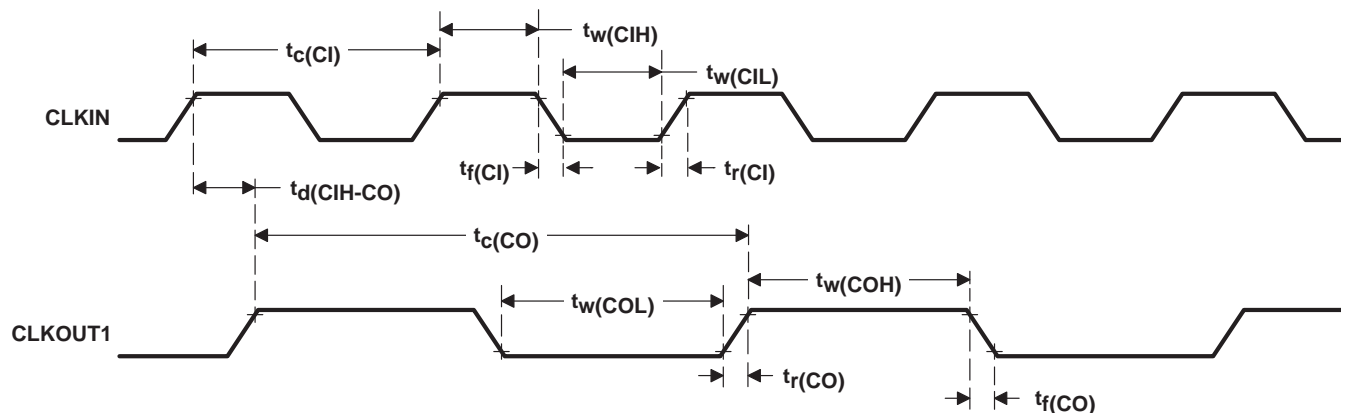 tw(CIH)
tc(CI)
tw(CIL)
CLKIN
tf(CI)
tr(CI)
td(CIH-CO)
tc(CO)
tw(COH)
tw(COL)
CLKOUT1
tr(CO)
tf(CO)